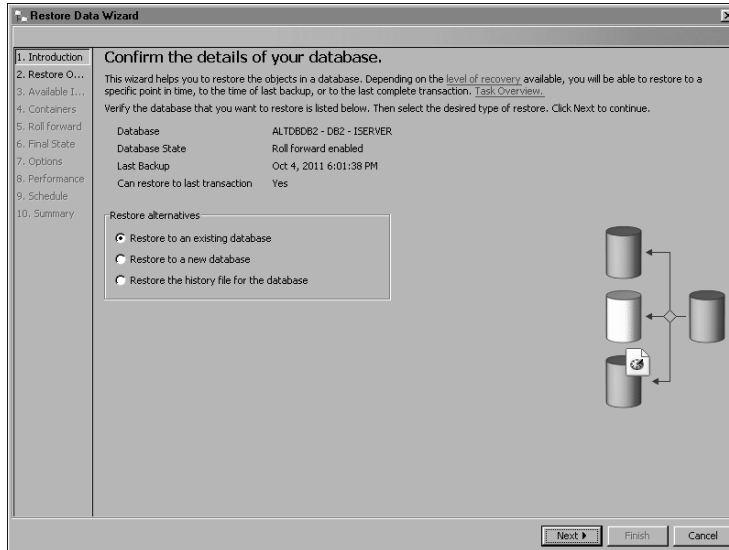 Restore Data Wizard
1. Introduction
2. Restore O...
3. Available I...
4. Containers
5. Roll forward
6. Final State
7. Options
8. Performance
9. Schedule
10. Summary
Confirm the details of your database.
This wizard helps you to restore the objects in a database. Depending on the level of recovery available, you will be able to restore to a
specific point in time, to the time of last backup, or to the last complete transaction. Task Overview.
Verify the database that you want to restore is listed below. Then select the desired type of restore. Click Next to continue.
Database ALTDBDB2 - DB2 - ISERVER
Database State Roll forward enabled
Last Backup Oct 4, 2011 6:01:38 PM
Can restore to last transaction Yes
Restore alternatives
Restore to an existing database
Restore to a new database
Restore the history file for the database
Next
Finish
Cancel